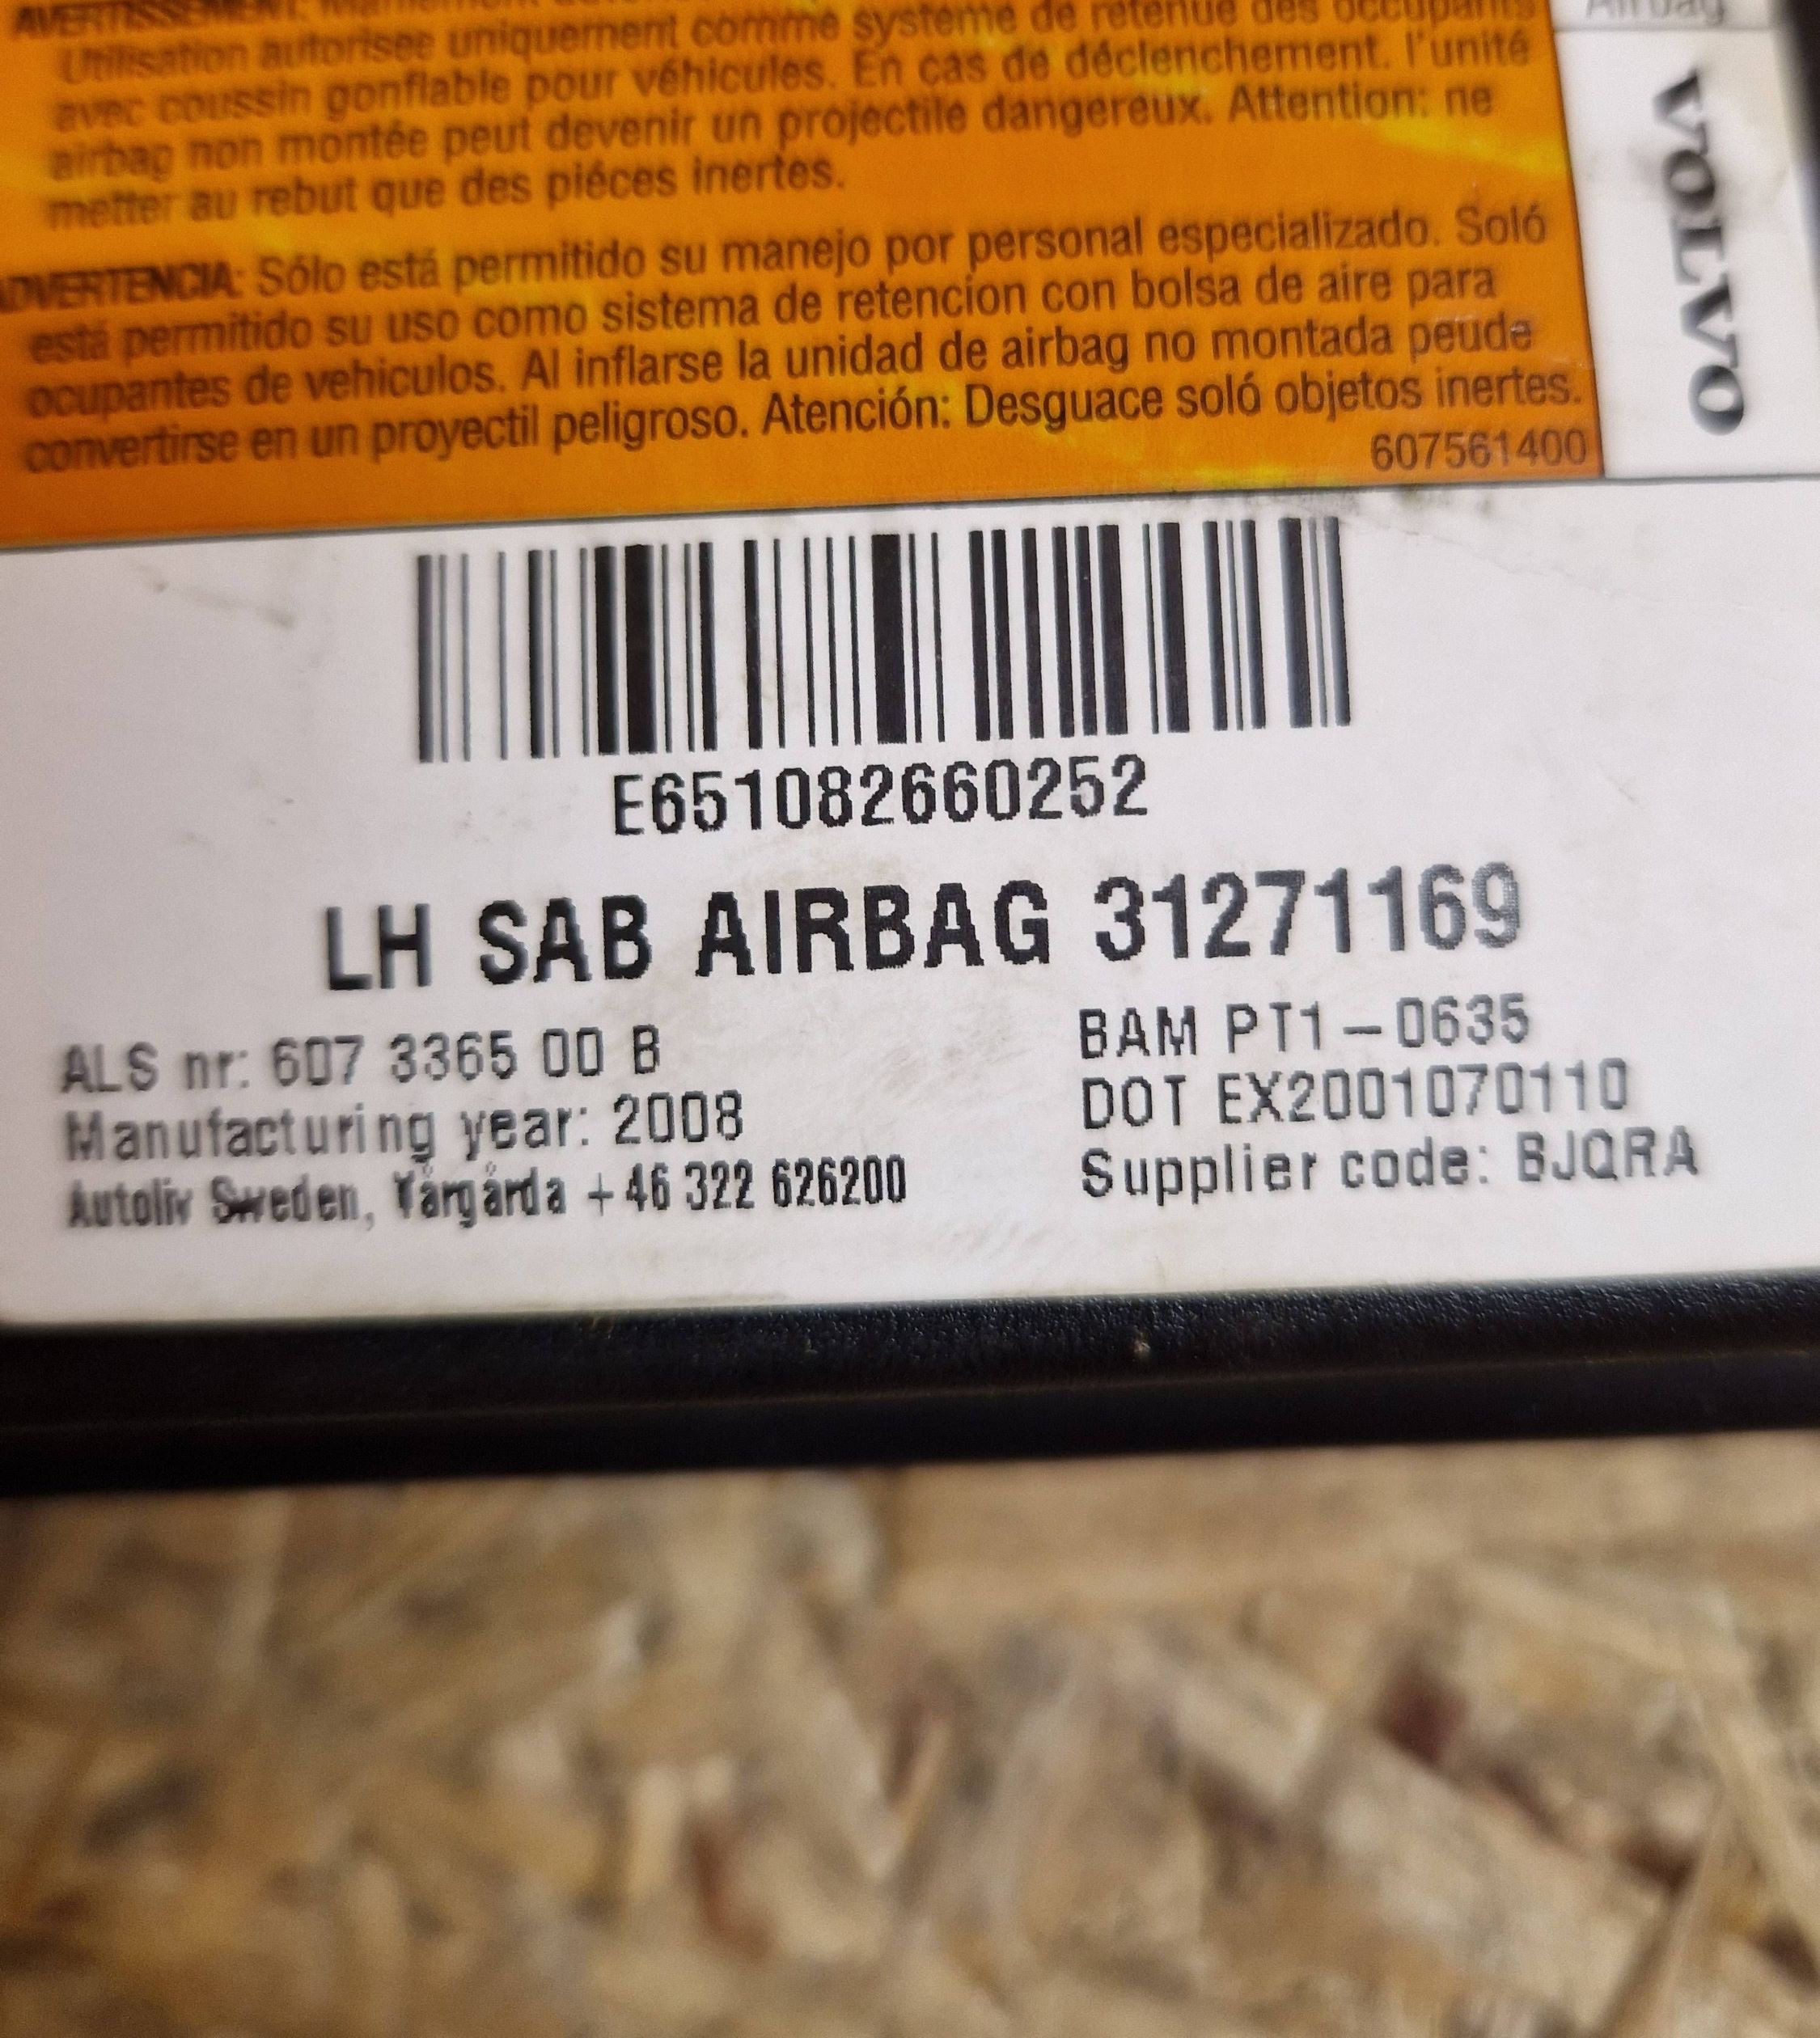 AVERTISSEMENT:
Utilisation autorisée uniquement comme système de retenue des occupants
avec coussin gonflable pour véhicules. En cas de déclenchement. l'unité
airbag non montée peut devenir un projectile dangereux. Attention: ne
metter au rebut que des piéces inertes.
ADVERTENCIA: Sólo está permitido su manejo por personal especializado. Soló
está permitido su uso como sistema de retencion con bolsa de aire para
ocupantes de vehiculos. Al inflarse la unidad de airbag no montada peude
convertirse en un proyectil peligroso. Atención: Desguace soló objetos inertes.
607561400
Airbag
VOLVO
E651082660252
LH SAB AIRBAG 31271169
ALS nr: 607 3365 00 B
Manufacturing year: 2008
Autoliv Sweden, Vårgårda +46 322 626200
BAM PT1-0635
DOT EX2001070110
Supplier code: BJQRA